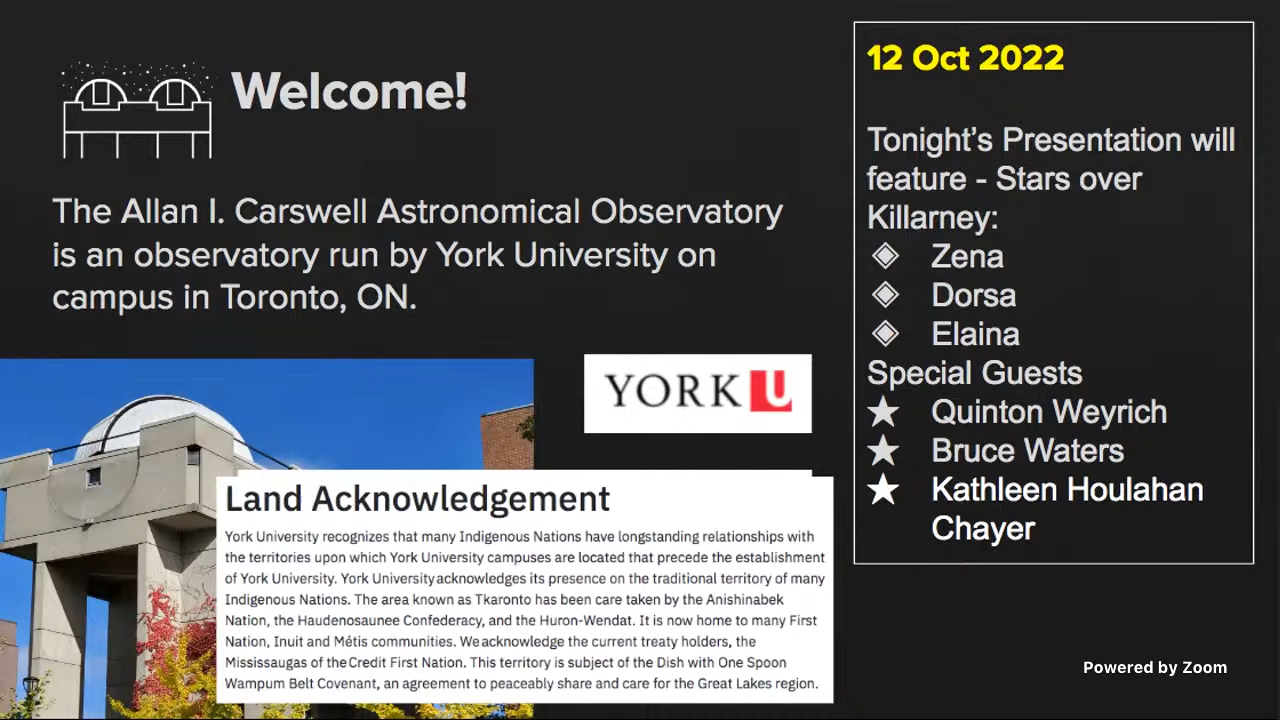 Welcome!
The Allan I. Carswell Astronomical Observatory
is an observatory run by York University on
campus in Toronto, ON.
YORK U
Land Acknowledgement
York University recognizes that many Indigenous Nations have longstanding relationships with
the territories upon which York University campuses are located that precede the establishment
of York University. York University acknowledges its presence on the traditional territory of many
Indigenous Nations. The area known as Tkaronto has been care taken by the Anishinabek
Nation, the Haudenosaunee Confederacy, and the Huron-Wendat. It is now home to many First
Nation, Inuit and Métis communities. We acknowledge the current treaty holders, the
Mississaugas of the Credit First Nation. This territory is subject of the Dish with One Spoon
Wampum Belt Covenant, an agreement to peaceably share and care for the Great Lakes region.
12 Oct 2022
Tonight's Presentation will
feature - Stars over
Killarney:
Zena
Dorsa
Elaina
Special Guests
Quinton Weyrich
Bruce Waters
Kathleen Houlahan
Chayer
Powered by Zoom